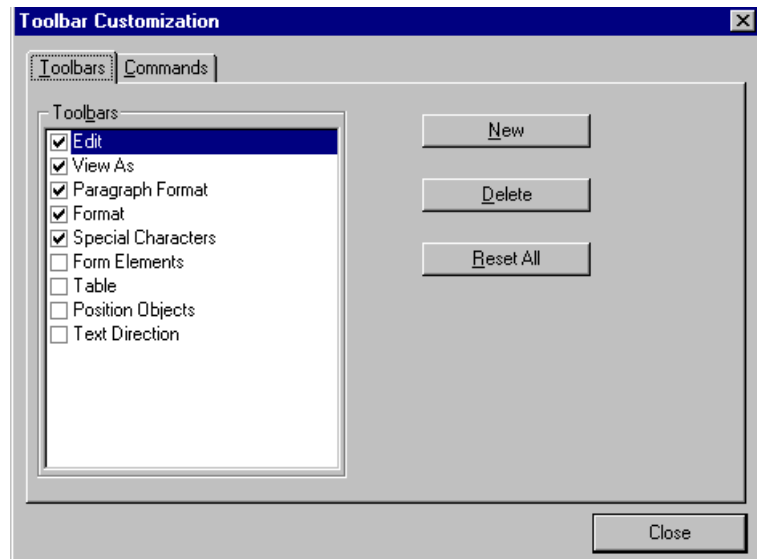 Toolbar Customization
Toolbars Commands
Toolbars
Edit
View As
Paragraph Format
Format
Special Characters
Form Elements
Table
Position Objects
Text Direction
New
Delete
Reset All
Close